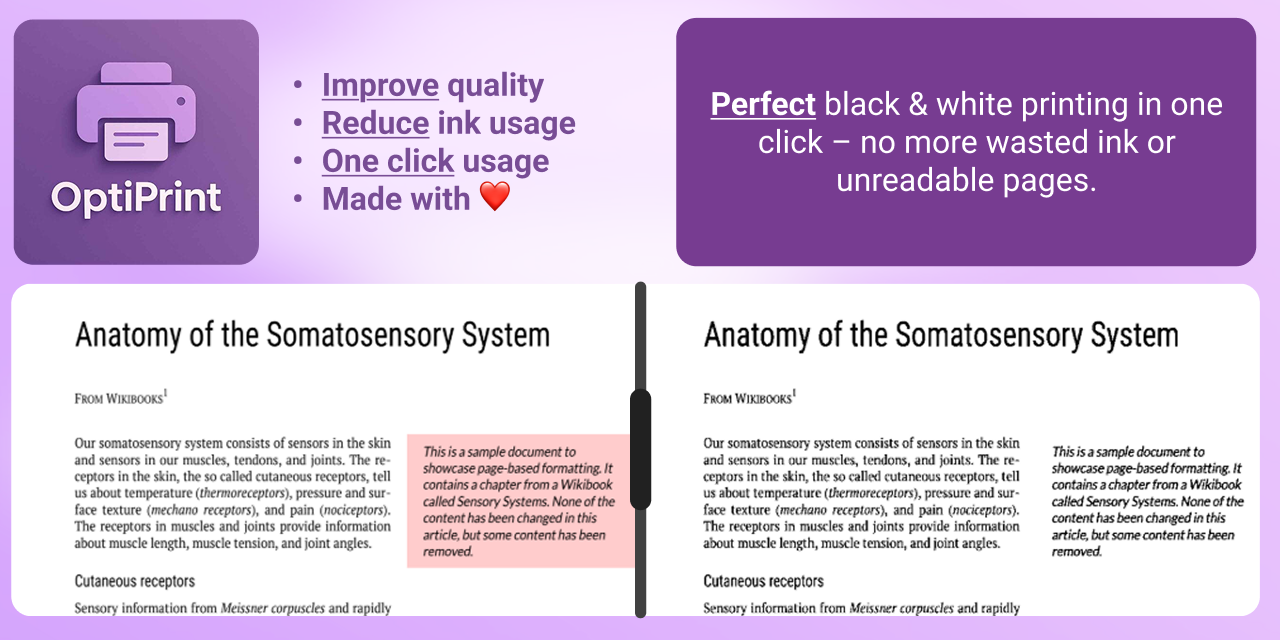 OptiPrint
• Improve quality
• Reduce ink usage
• One click usage
• Made with ❤️
Perfect black & white printing in one
click – no more wasted ink or
unreadable pages.
Anatomy of the Somatosensory System
From Wikibooks¹
Our somatosensory system consists of sensors in the skin
and sensors in our muscles, tendons, and joints. The re-
ceptors in the skin, the so called cutaneous receptors, tell
us about temperature (thermoreceptors), pressure and sur-
face texture (mechano receptors), and pain (nociceptors).
The receptors in muscles and joints provide information
about muscle length, muscle tension, and joint angles.
This is a sample document to
showcase page-based formatting. It
contains a chapter from a Wikibook
called Sensory Systems. None of the
content has been changed in this
article, but some content has been
removed.
Cutaneous receptors
Sensory information from Meissner corpuscles and rapidly
Anatomy of the Somatosensory System
From Wikibooks¹
Our somatosensory system consists of sensors in the skin
and sensors in our muscles, tendons, and joints. The re-
ceptors in the skin, the so called cutaneous receptors, tell
us about temperature (thermoreceptors), pressure and sur-
face texture (mechano receptors), and pain (nociceptors).
The receptors in muscles and joints provide information
about muscle length, muscle tension, and joint angles.
This is a sample document to
showcase page-based formatting. It
contains a chapter from a Wikibook
called Sensory Systems. None of the
content has been changed in this
article, but some content has been
removed.
Cutaneous receptors
Sensory information from Meissner corpuscles and rapidly